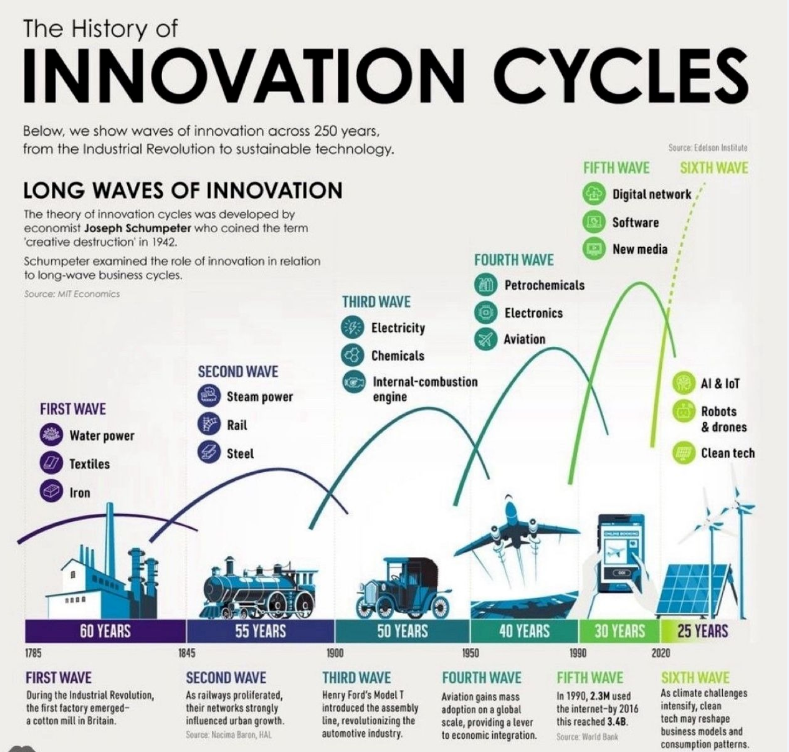 The History of
INNOVATION CYCLES
Below, we show waves of innovation across 250 years,
from the Industrial Revolution to sustainable technology.
Source: Edelson Institute
LONG WAVES OF INNOVATION
The theory of innovation cycles was developed by
economist Joseph Schumpeter who coined the term
'creative destruction' in 1942.
Schumpeter examined the role of innovation in relation
to long-wave business cycles.
Source: MIT Economics
FIRST WAVE
Water power
Textiles
Iron
SECOND WAVE
Steam power
Rail
Steel
THIRD WAVE
Electricity
Chemicals
Internal-combustion
engine
FOURTH WAVE
Petrochemicals
Electronics
Aviation
FIFTH WAVE
Digital network
Software
New media
SIXTH WAVE
AI & IoT
Robots
& drones
Clean tech
ONLINE BOOKING
60 YEARS
55 YEARS
50 YEARS
40 YEARS
30 YEARS
25 YEARS
1785
1845
1900
1950
1990
2020
FIRST WAVE
During the Industrial Revolution,
the first factory emerged–
a cotton mill in Britain.
SECOND WAVE
As railways proliferated,
their networks strongly
influenced urban growth.
Source: Nacima Baron, HAL
THIRD WAVE
Henry Ford's Model T
introduced the assembly
line, revolutionizing the
automotive industry.
FOURTH WAVE
Aviation gains mass
adoption on a global
scale, providing a lever
to economic integration.
FIFTH WAVE
In 1990, 2.3M used
the internet–by 2016
this reached 3.4B.
Source: World Bank
SIXTH WAVE
As climate challenges
intensify, clean
tech may reshape
business models and
consumption patterns.